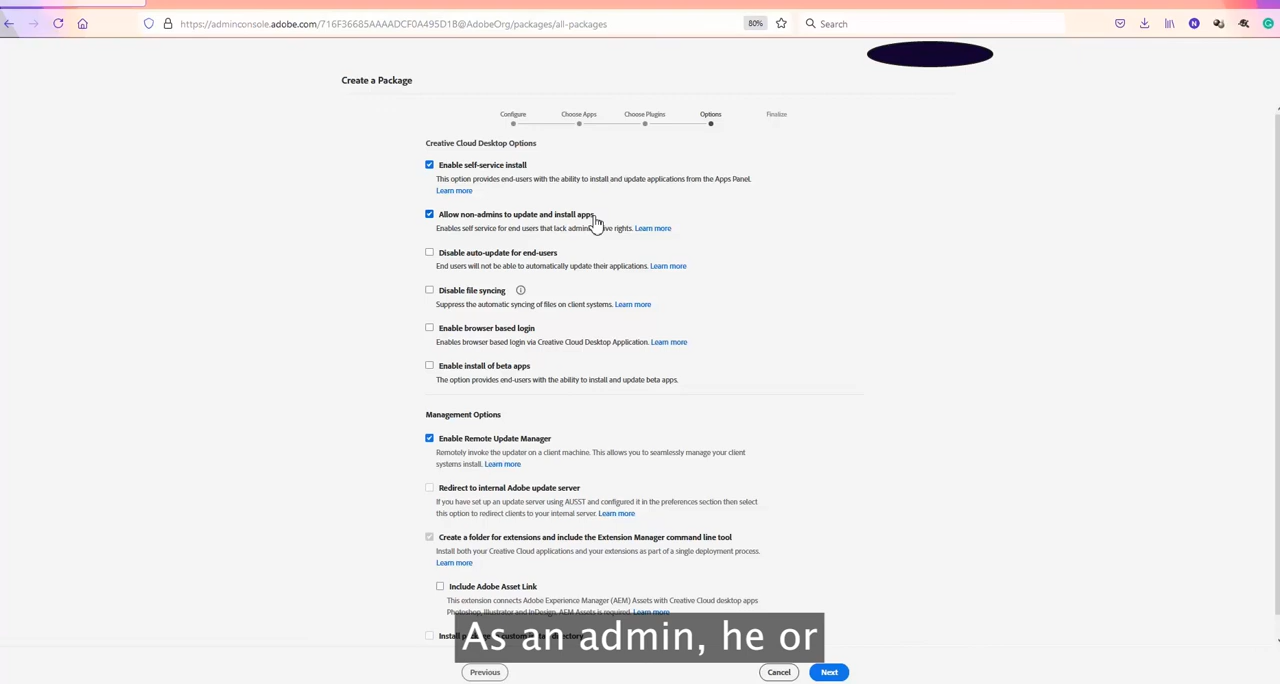 https://adminconsole.adobe.com/716F36685AAAADCF0A495D18@AdobeOrg/packages/all-packages
80%
Search
Create a Package
Configure
Choose Apps
Choose Plugins
Options
Finalize
Creative Cloud Desktop Options
Enable self-service install
This option provides end-users with the ability to install and update applications from the Apps Panel.
Learn more
Allow non-admins to update and install apps
Enables self service for end users that lack rights. Learn more
Disable auto-update for end-users
End users will not be able to automatically update their applications. Learn more
Disable file syncing
Suppress the automatic syncing of files on client systems. Learn more
Enable browser based login
Enables browser based login via Creative Cloud Desktop Application. Learn more
Enable install of beta apps
The option provides end-users with the ability to install and update beta apps.
Management Options
Enable Remote Update Manager
Remotely invoke the updater on a client machine. This allows you to seamlessly manage your client
systems install. Learn more
Redirect to internal Adobe update server
If you have set up an update server using AUSST and configured it in the preferences section then select
this option to redirect clients to your internal server. Learn more
Create a folder for extensions and include the Extension Manager command line tool
Install both your Creative Cloud applications and your extensions as part of a single deployment process.
Learn more
Include Adobe Asset Link
This extension connects Adobe Experience Manager (AEM) Assets with Creative Cloud desktop apps
Photoshop, Illustrator and InDesign. AEM Assets is required. Learn more
As an admin, he or
Previous
Cancel
Next